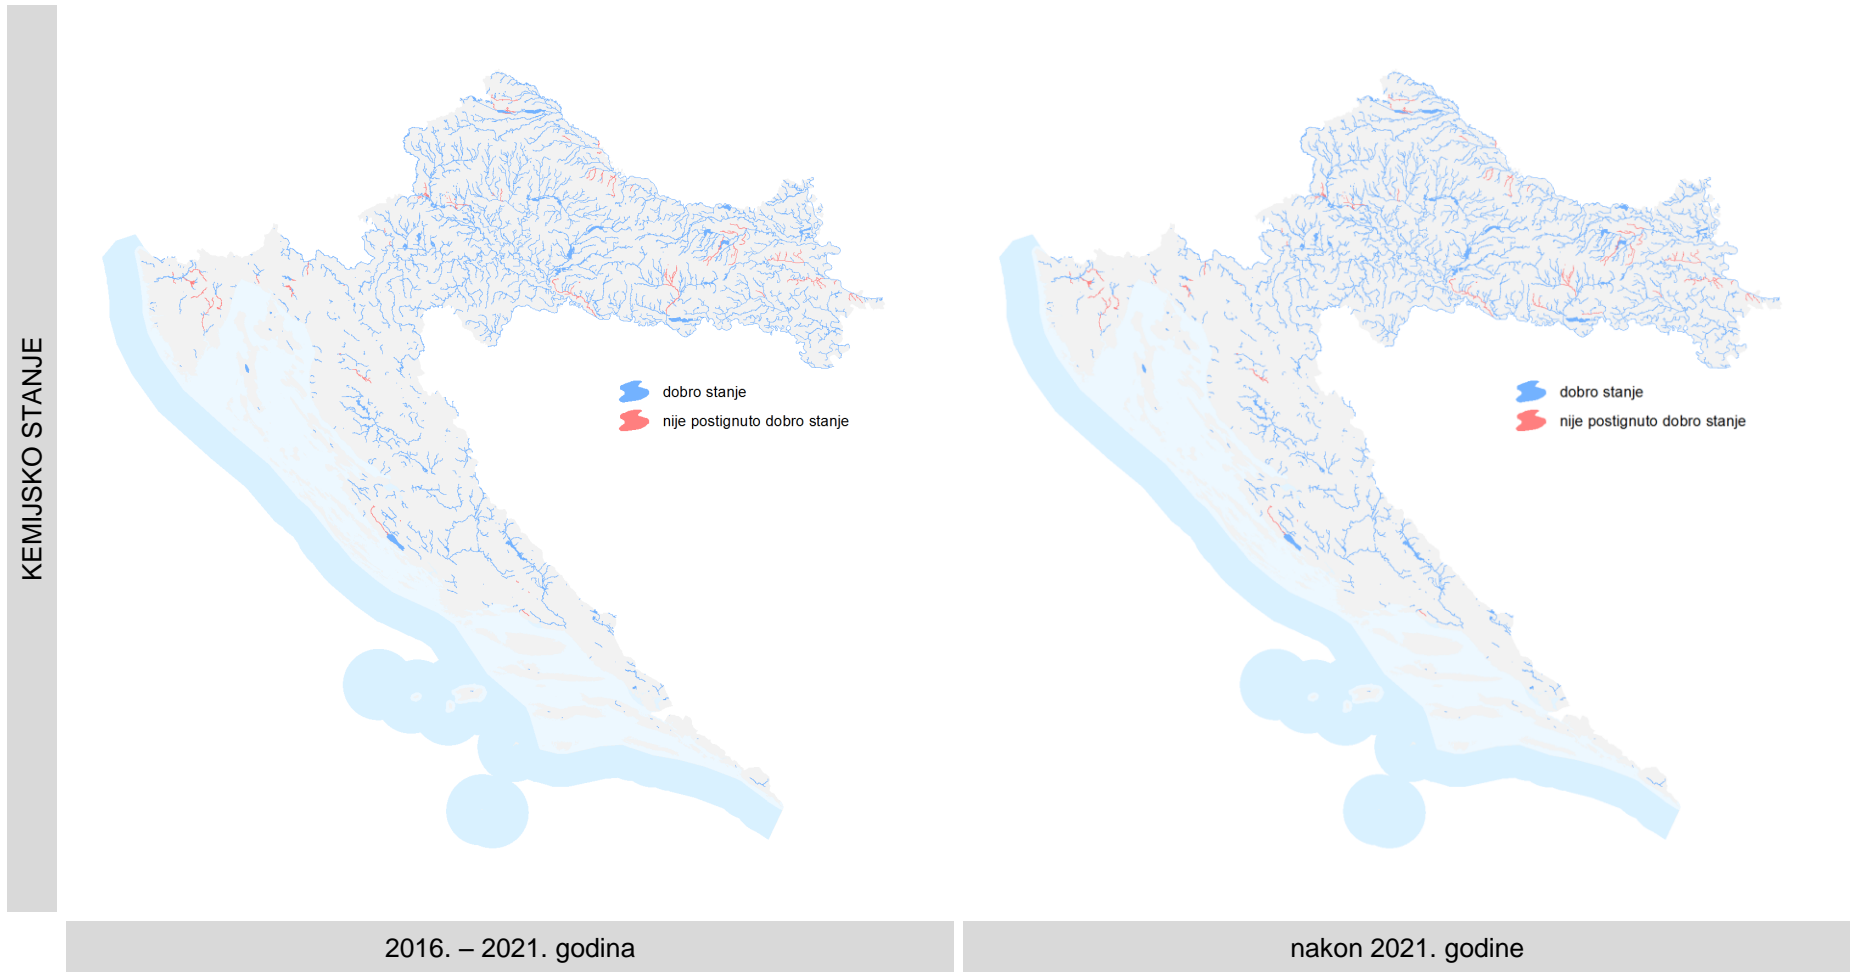 KEMIJSKO STANJE
dobro stanje
nije postignuto dobro stanje
dobro stanje
nije postignuto dobro stanje
2016. – 2021. godina
nakon 2021. godine